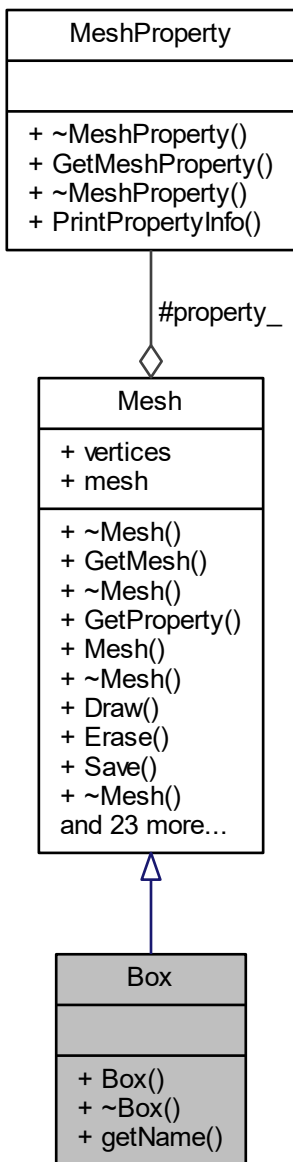 MeshProperty
+ ~MeshProperty()
+ GetMeshProperty()
+ ~MeshProperty()
+ PrintPropertyInfo()
#property_
Mesh
+ vertices
+ mesh
+ ~Mesh()
+ GetMesh()
+ ~Mesh()
+ GetProperty()
+ Mesh()
+ ~Mesh()
+ Draw()
+ Erase()
+ Save()
+ ~Mesh()
and 23 more...
Box
+ Box()
+ ~Box()
+ getName()